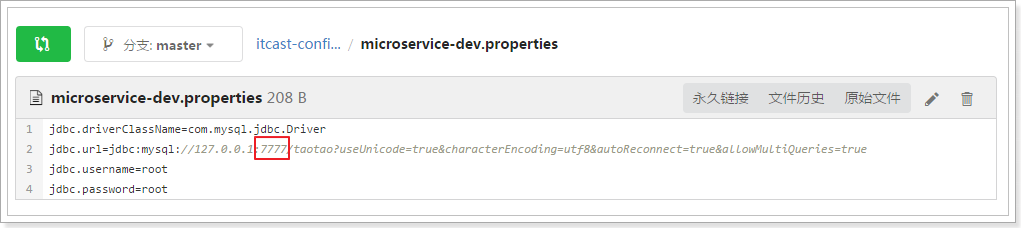 分支: master
itcast-confi... / microservice-dev.properties
microservice-dev.properties 208 B
永久链接 文件历史 原始文件
1 jdbc.driverClassName=com.mysql.jdbc.Driver
2 jdbc.url=jdbc:mysql://127.0.0.1:7777/taotao?useUnicode=true&characterEncoding=utf8&autoReconnect=true&allowMultiQueries=true
3 jdbc.username=root
4 jdbc.password=root